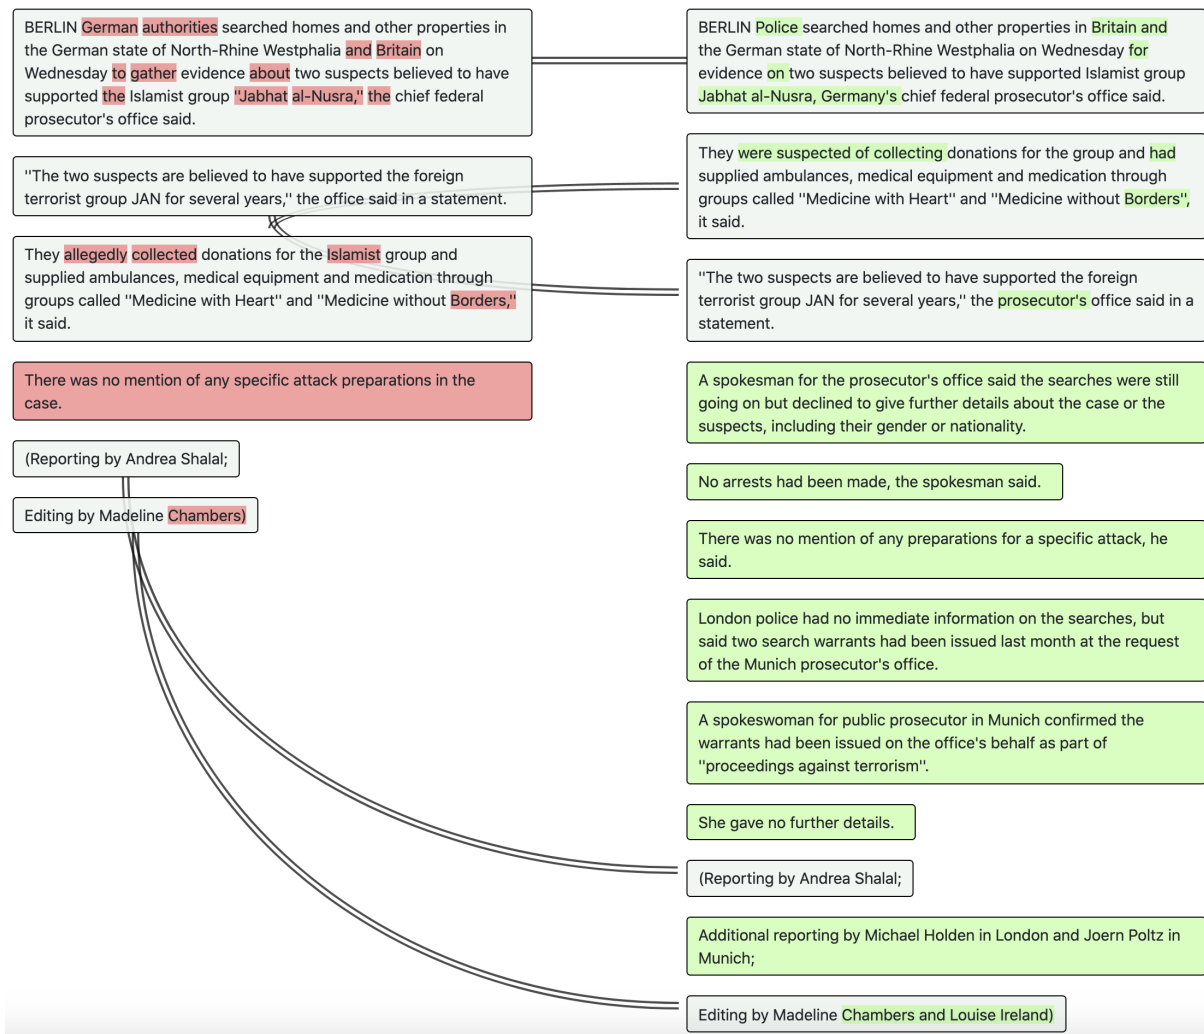 BERLIN German authorities searched homes and other properties in
the German state of North-Rhine Westphalia and Britain on
Wednesday to gather evidence about two suspects believed to have
supported the Islamist group "Jabhat al-Nusra," the chief federal
prosecutor's office said.
"The two suspects are believed to have supported the foreign
terrorist group JAN for several years," the office said in a statement.
They allegedly collected donations for the Islamist group and
supplied ambulances, medical equipment and medication through
groups called "Medicine with Heart" and "Medicine without Borders,"
it said.
There was no mention of any specific attack preparations in the
case.
(Reporting by Andrea Shalal;
Editing by Madeline Chambers)
BERLIN Police searched homes and other properties in Britain and
the German state of North-Rhine Westphalia on Wednesday for
evidence on two suspects believed to have supported Islamist group
Jabhat al-Nusra, Germany's chief federal prosecutor's office said.
They were suspected of collecting donations for the group and had
supplied ambulances, medical equipment and medication through
groups called "Medicine with Heart" and "Medicine without Borders",
it said.
"The two suspects are believed to have supported the foreign
terrorist group JAN for several years," the prosecutor's office said in a
statement.
A spokesman for the prosecutor's office said the searches were still
going on but declined to give further details about the case or the
suspects, including their gender or nationality.
No arrests had been made, the spokesman said.
There was no mention of any preparations for a specific attack, he
said.
London police had no immediate information on the searches, but
said two search warrants had been issued last month at the request
of the Munich prosecutor's office.
A spokeswoman for public prosecutor in Munich confirmed the
warrants had been issued on the office's behalf as part of
"proceedings against terrorism".
She gave no further details.
(Reporting by Andrea Shalal;
Additional reporting by Michael Holden in London and Joern Poltz in
Munich;
Editing by Madeline Chambers and Louise Ireland)